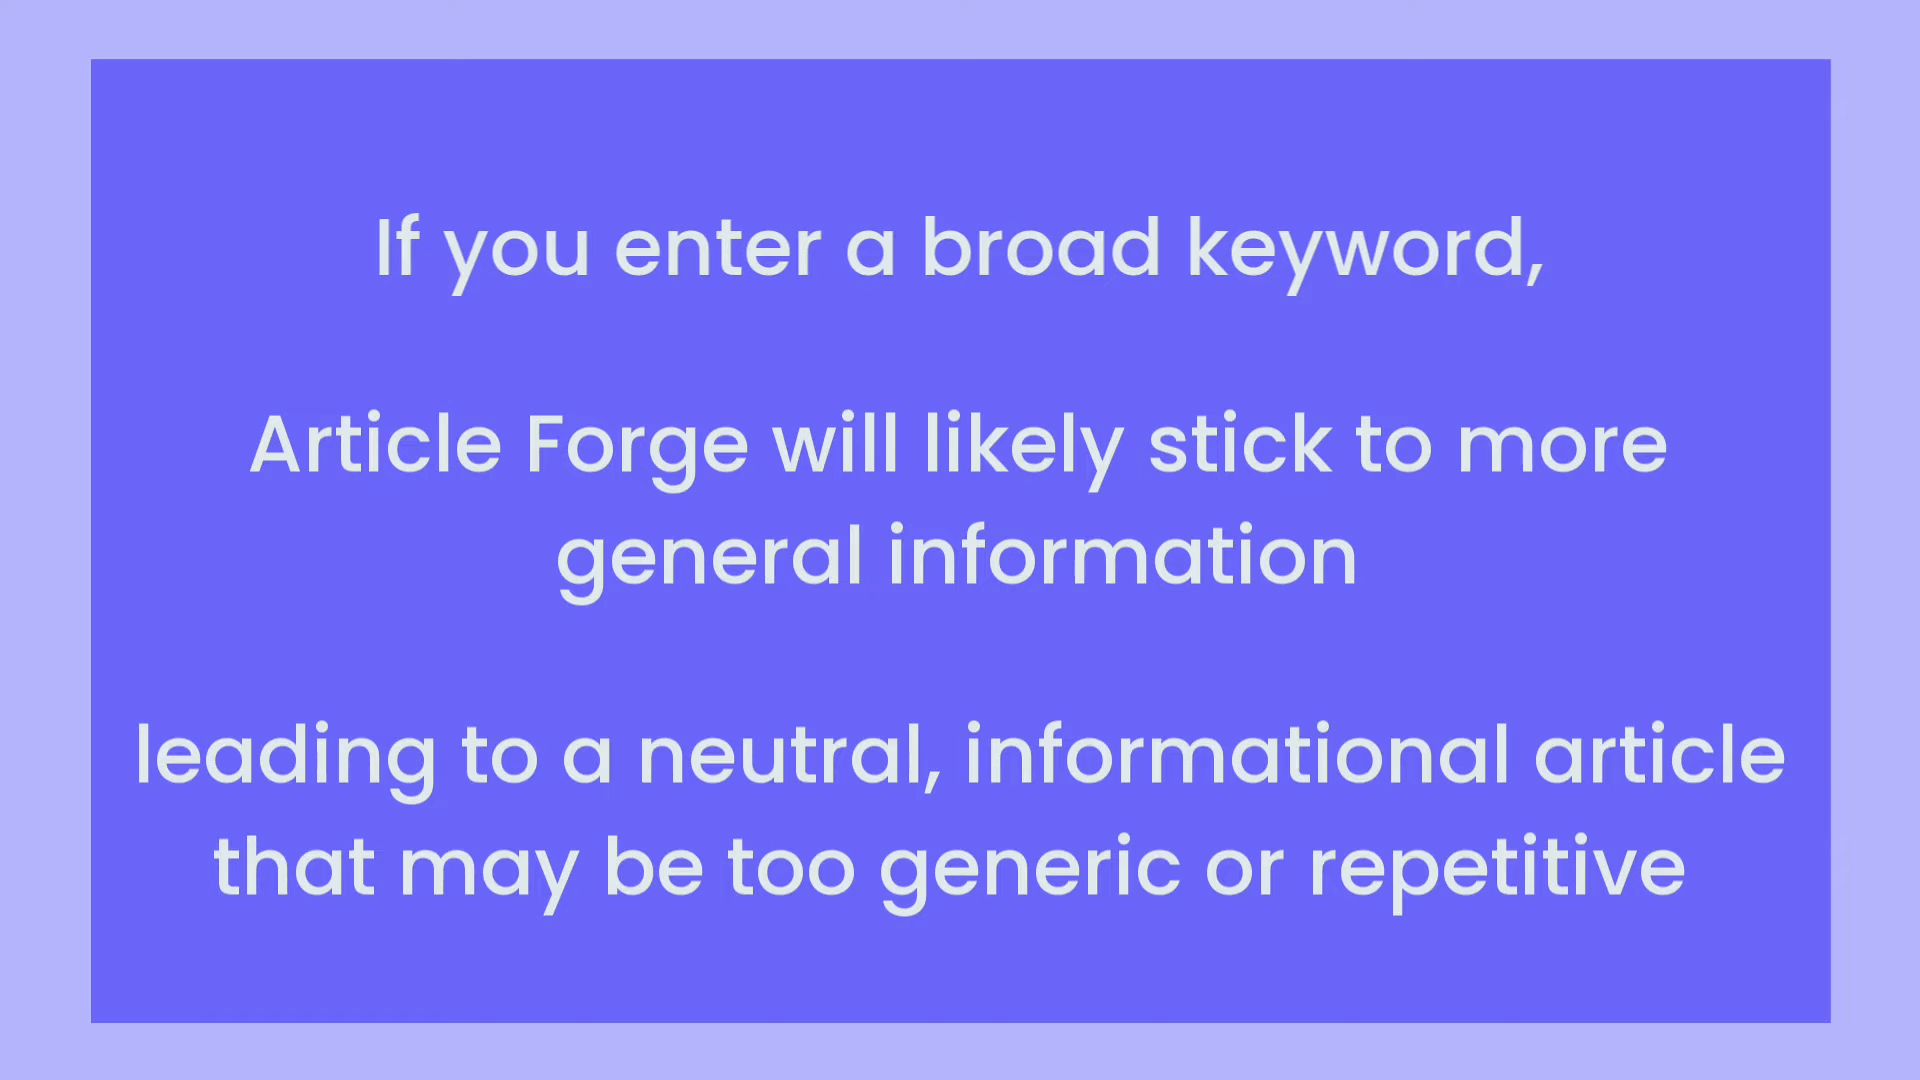 If you enter a broad keyword,
Article Forge will likely stick to more
general information
leading to a neutral, informational article
that may be too generic or repetitive